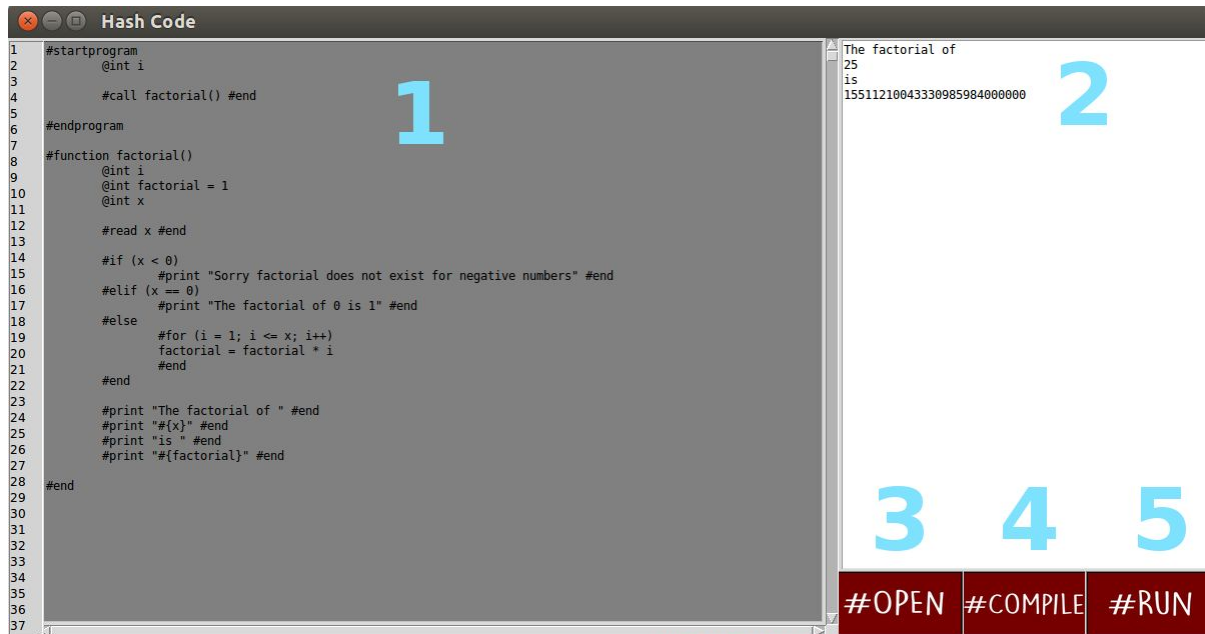 Hash Code
1
2
3
4
5
6
7
8
9
10
11
12
13
14
15
16
17
18
19
20
21
22
23
24
25
26
27
28
29
30
31
32
33
34
35
36
37
#startprogram
@int i
#call factorial() #end
#endprogram
#function factorial()
@int i
@int factorial = 1
@int x
#read x #end
#if (x < 0)
#print "Sorry factorial does not exist for negative numbers" #end
#elif (x == 0)
#print "The factorial of 0 is 1" #end
#else
#for (i = 1; i <= x; i++)
factorial = factorial * i
#end
#end
#print "The factorial of " #end
#print "#{x}" #end
#print "is " #end
#print "#{factorial}" #end
#end
1
The factorial of
25
is
15511210043330985984000000
2
3 4 5
#OPEN #COMPILE #RUN